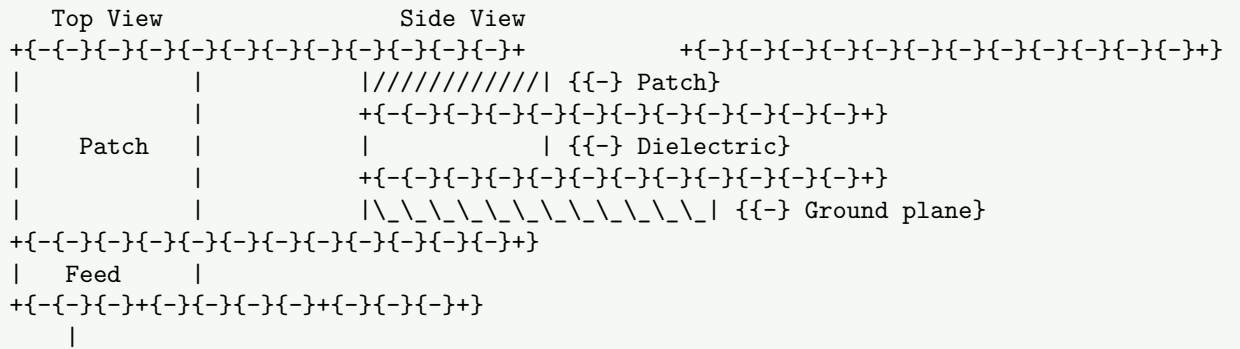 Top View                 Side View
+{-{-}{-}{-}{-}{-}{-}{-}{-}{-}{-}{-}+           +{-}{-}{-}{-}{-}{-}{-}{-}{-}{-}{-}{-}+}
|            |           |////////////| {{-} Patch}
|            |           +{-{-}{-}{-}{-}{-}{-}{-}{-}{-}{-}{-}+}
|    Patch   |           |            | {{-} Dielectric}
|            |           +{-{-}{-}{-}{-}{-}{-}{-}{-}{-}{-}+}
|            |           |\_\_\_\_\_\_\_\_\_\_\_\_| {{-} Ground plane}
+{-{-}{-}{-}{-}{-}{-}{-}{-}{-}{-}{-}+}
|   Feed     |
+{-{-}{-}+{-}{-}{-}{-}+{-}{-}{-}+}
|